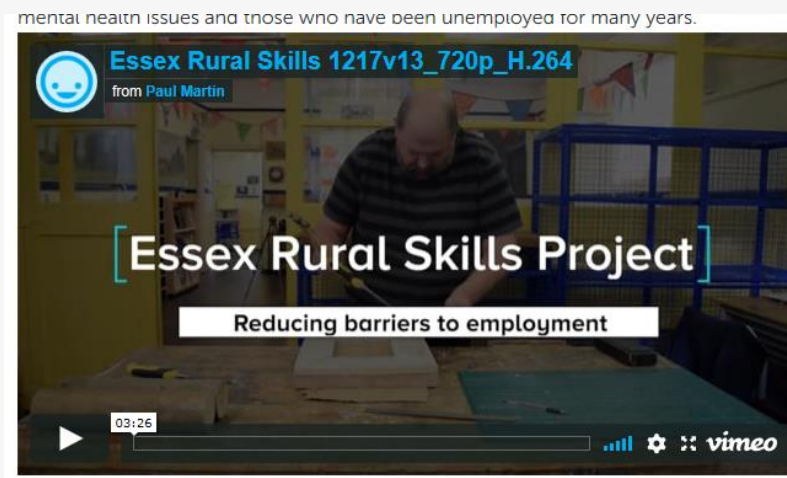 mental health issues and those who have been unemployed for many years.
Essex Rural Skills 1217v13_720p_H.264
from Paul Martin
[Essex Rural Skills Project]
Reducing barriers to employment
03:26
vimeo